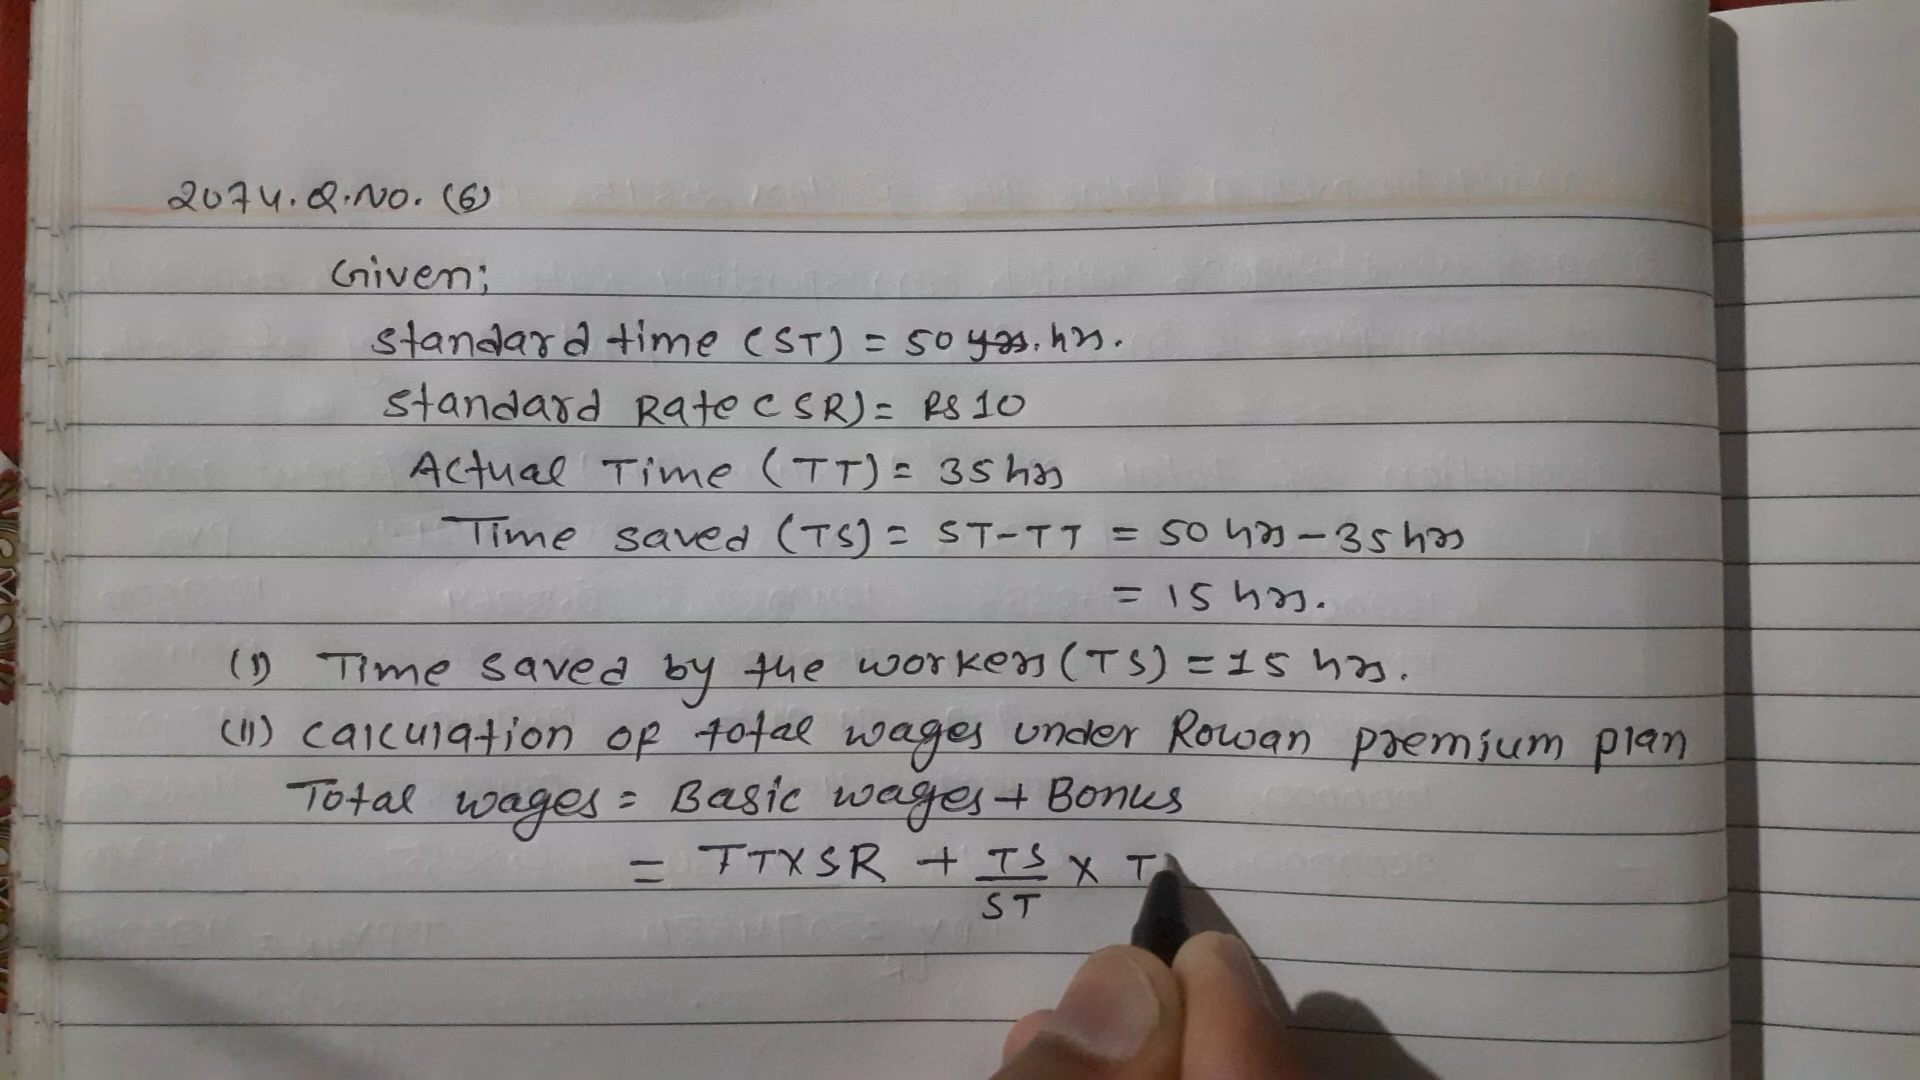 2074.Q.No. (6)
Given;
Standard time (ST) = 50 yrs. hrs.
Standard Rate (SR) = RS 10
Actual Time (TT) = 35 hrs
Time saved (TS) = ST-TT = 50 hrs - 35 hrs
= 15 hrs.
(I) Time saved by the workers (TS) = 15 hrs.
(II) Calculation of total wages under Rowan premium plan
Total wages = Basic wages + Bonus
= TTXSR + TS/ST X T